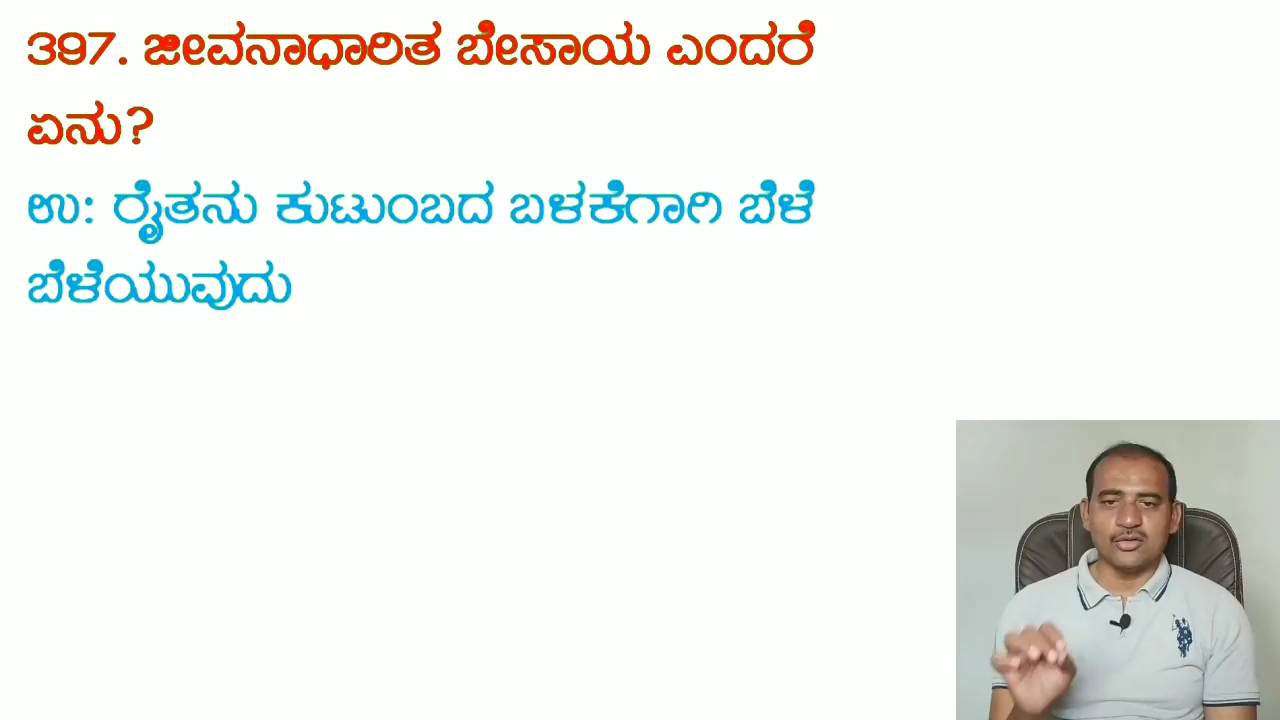 397. ಜೀವನಾಧಾರಿತ ಬೇಸಾಯ ಎಂದರೆ
ಏನು?
ಉ: ರೈತನು ಕುಟುಂಬದ ಬಳಕೆಗಾಗಿ ಬೆಳೆ
ಬೆಳೆಯುವುದು